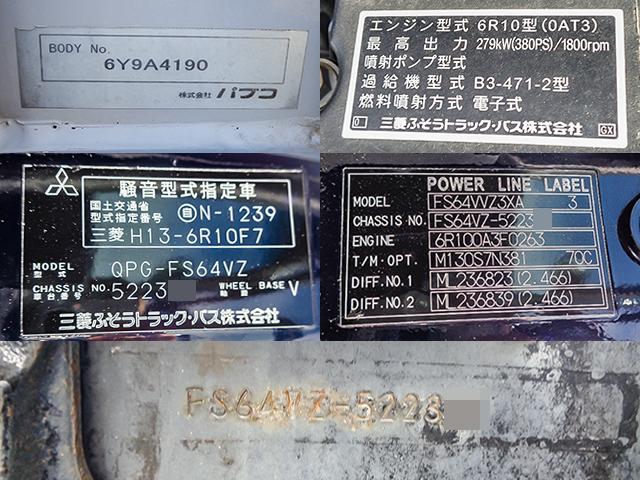 BODY No.
6Y9A4190
株式会社 パブコ
エンジン型式 6R10型(0AT3)
最高出力 279kW(380PS)/1800rpm
噴射ポンプ型式
過給機型式 B3-471-2型
燃料噴射方式 電子式
0 三菱ふそうトラック・バス株式会社 GX
騒音型式指定車
国土交通省
型式指定番号 自N-1239
三菱 H13-6R10F7
MODEL
型式 QPG-FS64VZ
CHASSIS NO.
車台番号 5223 WHEEL BASE
軸距 V
三菱ふそうトラック・バス株式会社
POWER LINE LABEL
MODEL FS64VVZ3XA 3
CHASSIS NO. FS64VZ-5223
ENGINE 6R100A3F0263
T/M・OPT. M130S7N381 70C
DIFF.NO.1 M 236823(2.466)
DIFF.NO.2 M 236839(2.466)
FS64VZ-5223